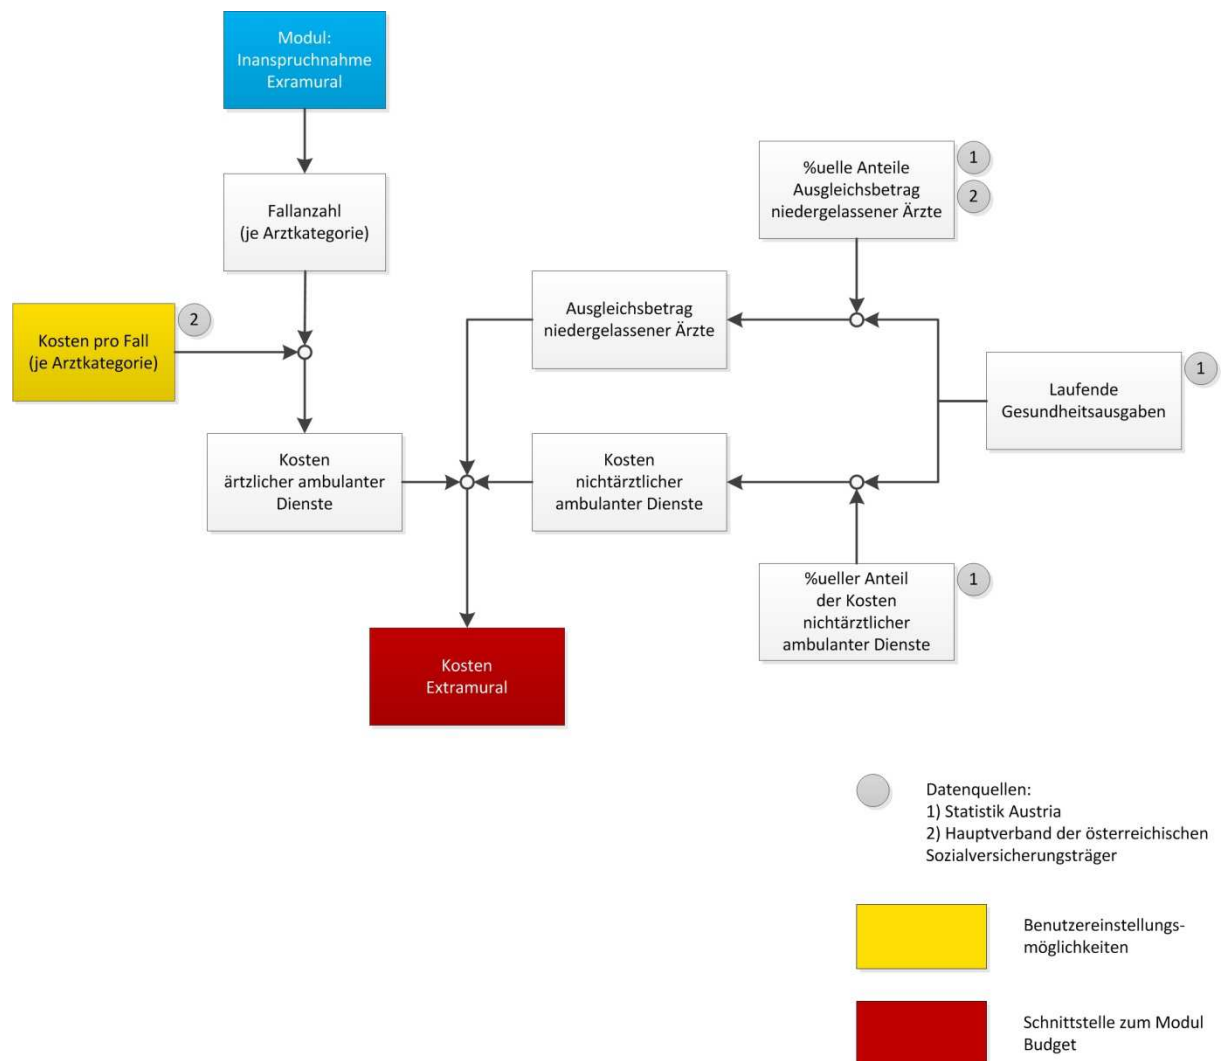 Modul:
Inanspruchnahme
Exramural
Fallanzahl
(je Arztkategorie)
Kosten pro Fall
(je Arztkategorie)
2
Kosten
ärtzlicher ambulanter
Dienste
%uelle Anteile
Ausgleichsbetrag
niedergelassener Ärzte
1
2
Ausgleichsbetrag
niedergelassener Ärzte
Laufende
Gesundheitsausgaben
1
Kosten
nichtärztlicher
ambulanter Dienste
%ueller Anteil
der Kosten
nichtärztlicher
ambulanter Dienste
1
Kosten
Extramural
Datenquellen:
1) Statistik Austria
2) Hauptverband der österreichischen
Sozialversicherungsträger
Benutzereinstellungs-
möglichkeiten
Schnittstelle zum Modul
Budget